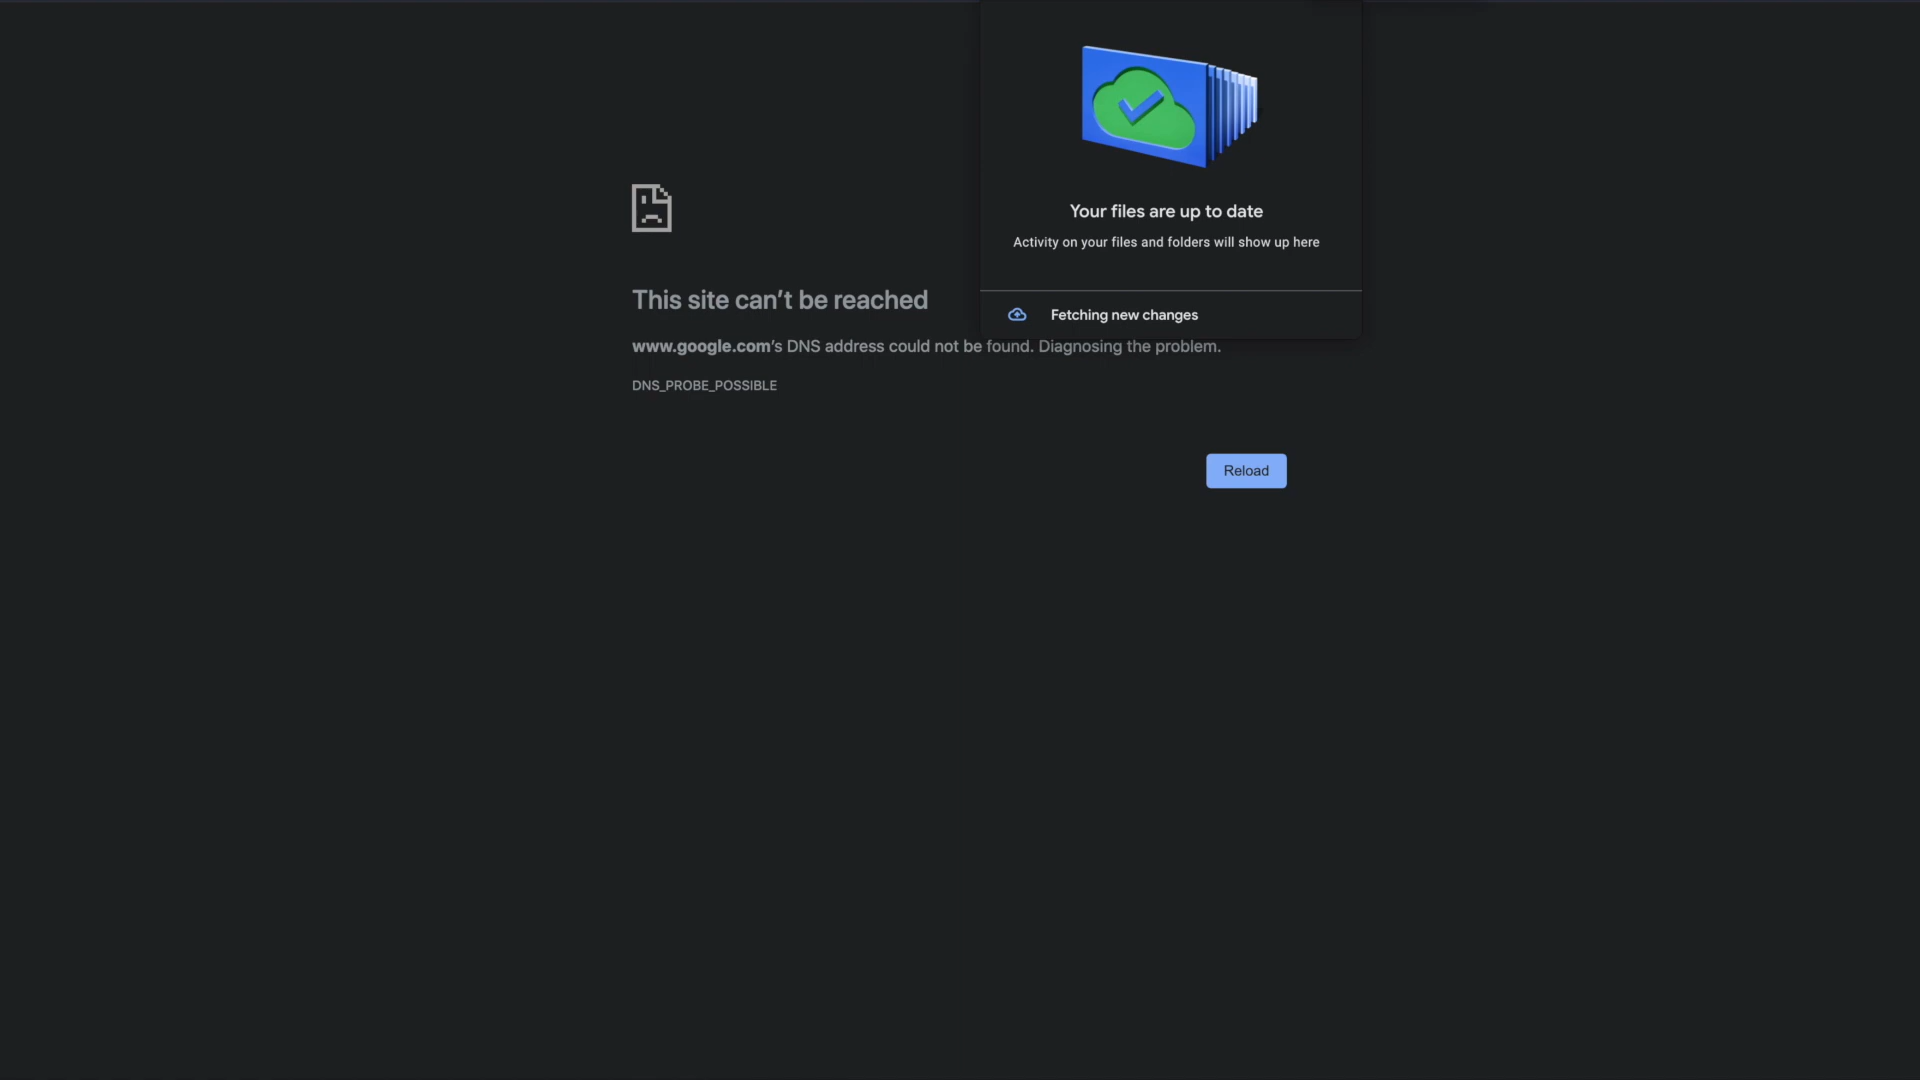 Your files are up to date
Activity on your files and folders will show up here
Fetching new changes
This site can’t be reached
www.google.com’s DNS address could not be found. Diagnosing the problem.
DNS_PROBE_POSSIBLE
Reload